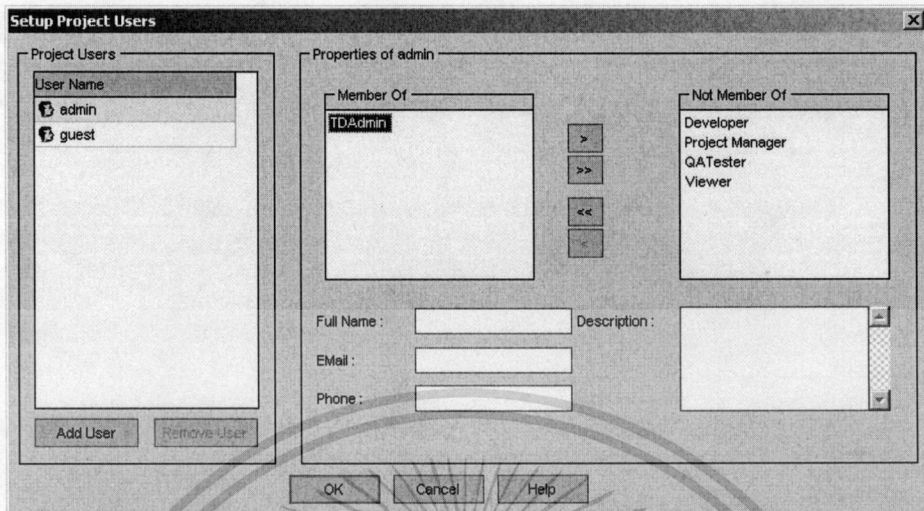 Setup Project Users
Project Users
User Name
admin
guest
Add User
Remove User
Properties of admin
Member Of
TDAdmin
>
>>
<<
<
Not Member Of
Developer
Project Manager
QATester
Viewer
Full Name :
EMail :
Phone :
Description :
OK
Cancel
Help